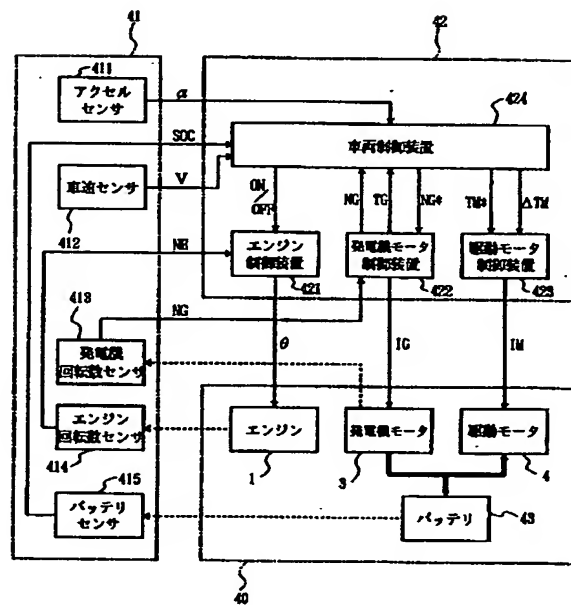 41
42
411
アクセル
センサ
α
424
SOC
車両制御装置
車速センサ
V
412
ON
OFF
NG
TG
NG*
TM*
ΔTM
NE
エンジン
制御装置
421
発電機モータ
制御装置
422
駆動モータ
制御装置
423
413
NG
発電機
回転数センサ
θ
IG
IM
エンジン
回転数センサ
414
エンジン
1
発電機モータ
3
駆動モータ
4
415
バッテリ
センサ
バッテリ
43
40